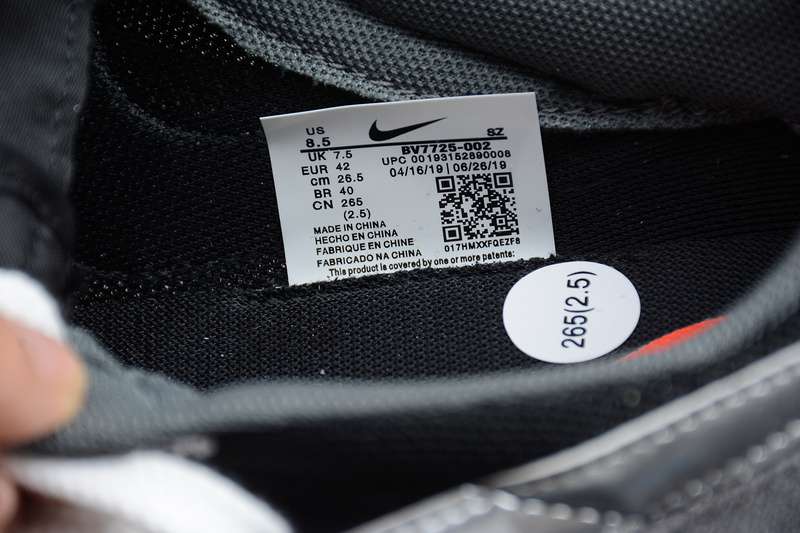 US SZ
8.5 BV7725-002
UK 7.5 UPC 00193152890008
EUR 42 04/16/19 | 06/26/19
cm 26.5
BR 40
CN 265
(2.5)
017HMXXFQEZF8
MADE IN CHINA
HECHO EN CHINA
FABRIQUE EN CHINE
FABRICADO NA CHINA
This product is covered by one or more patents:
265(2.5)